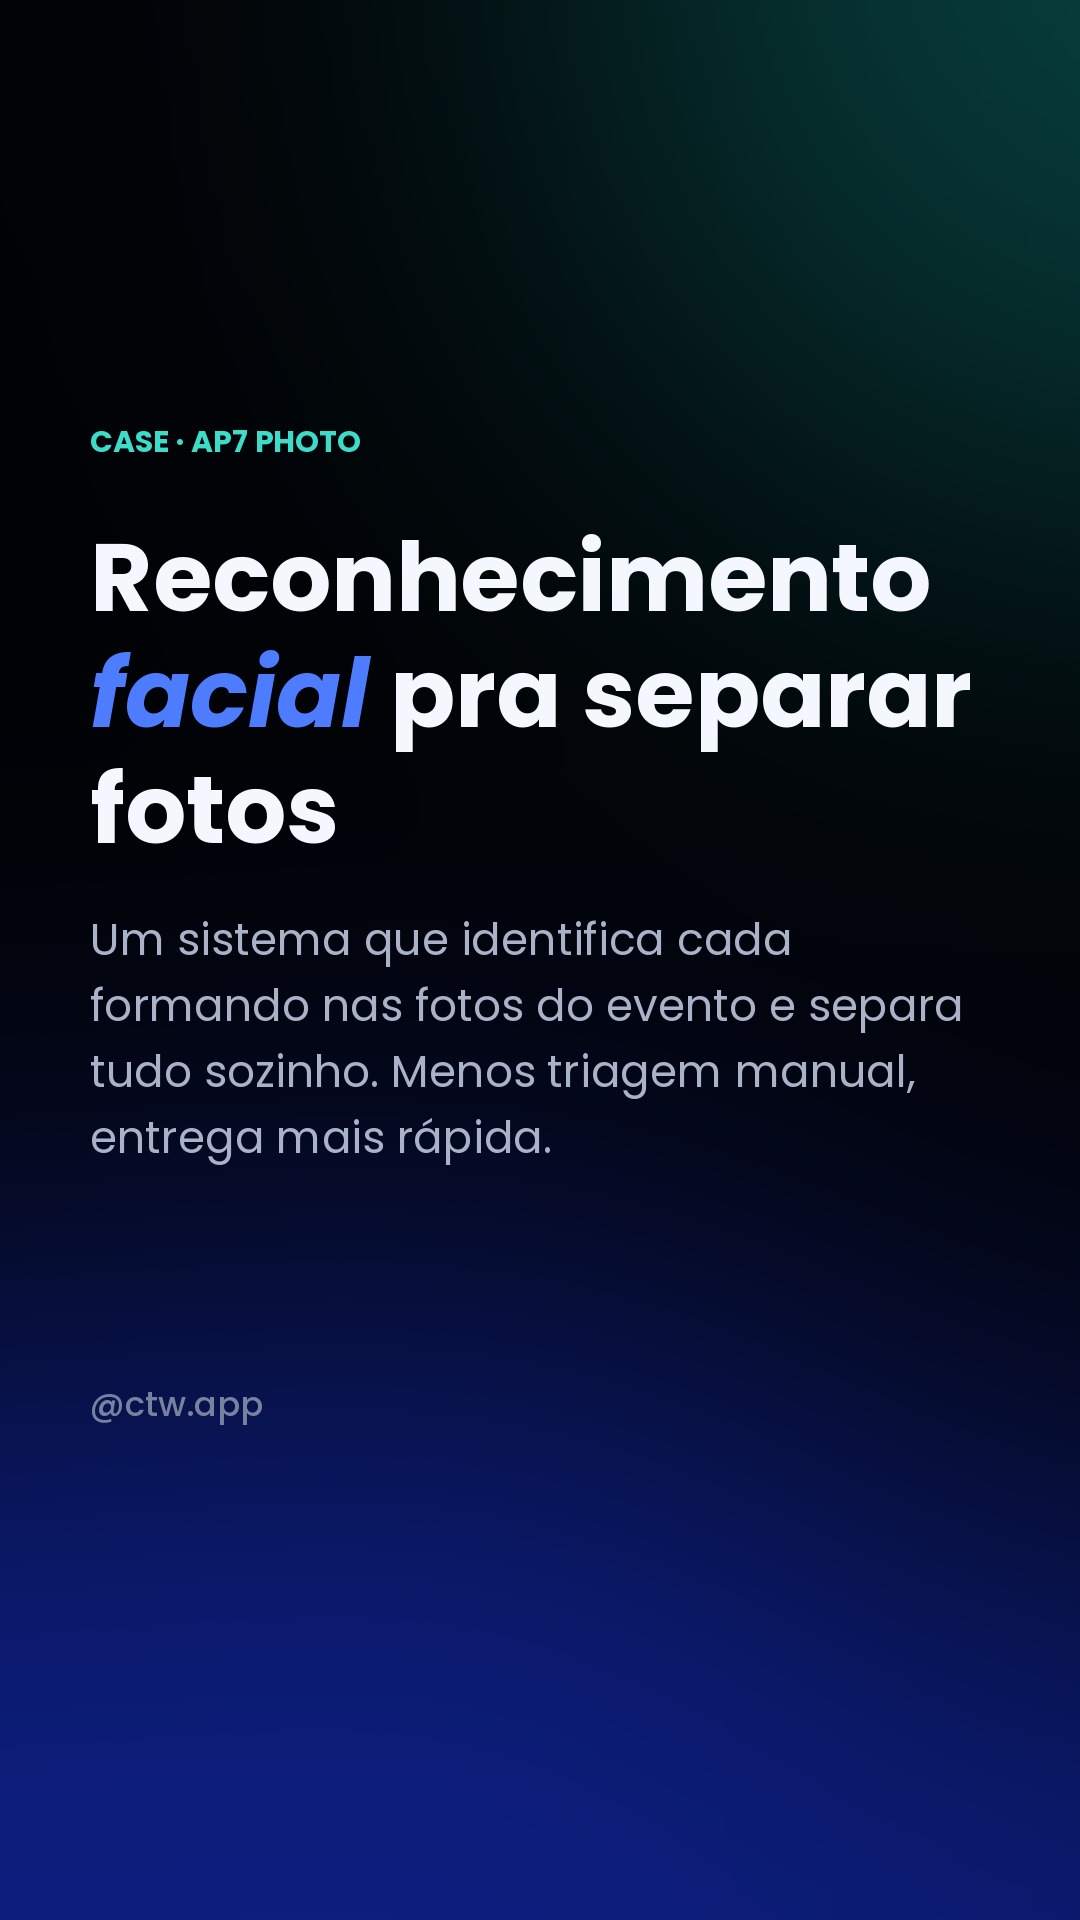 CASE · AP7 PHOTO
Reconhecimento
facial pra separar
fotos
Um sistema que identifica cada
formando nas fotos do evento e separa
tudo sozinho. Menos triagem manual,
entrega mais rápida.
@ctw.app